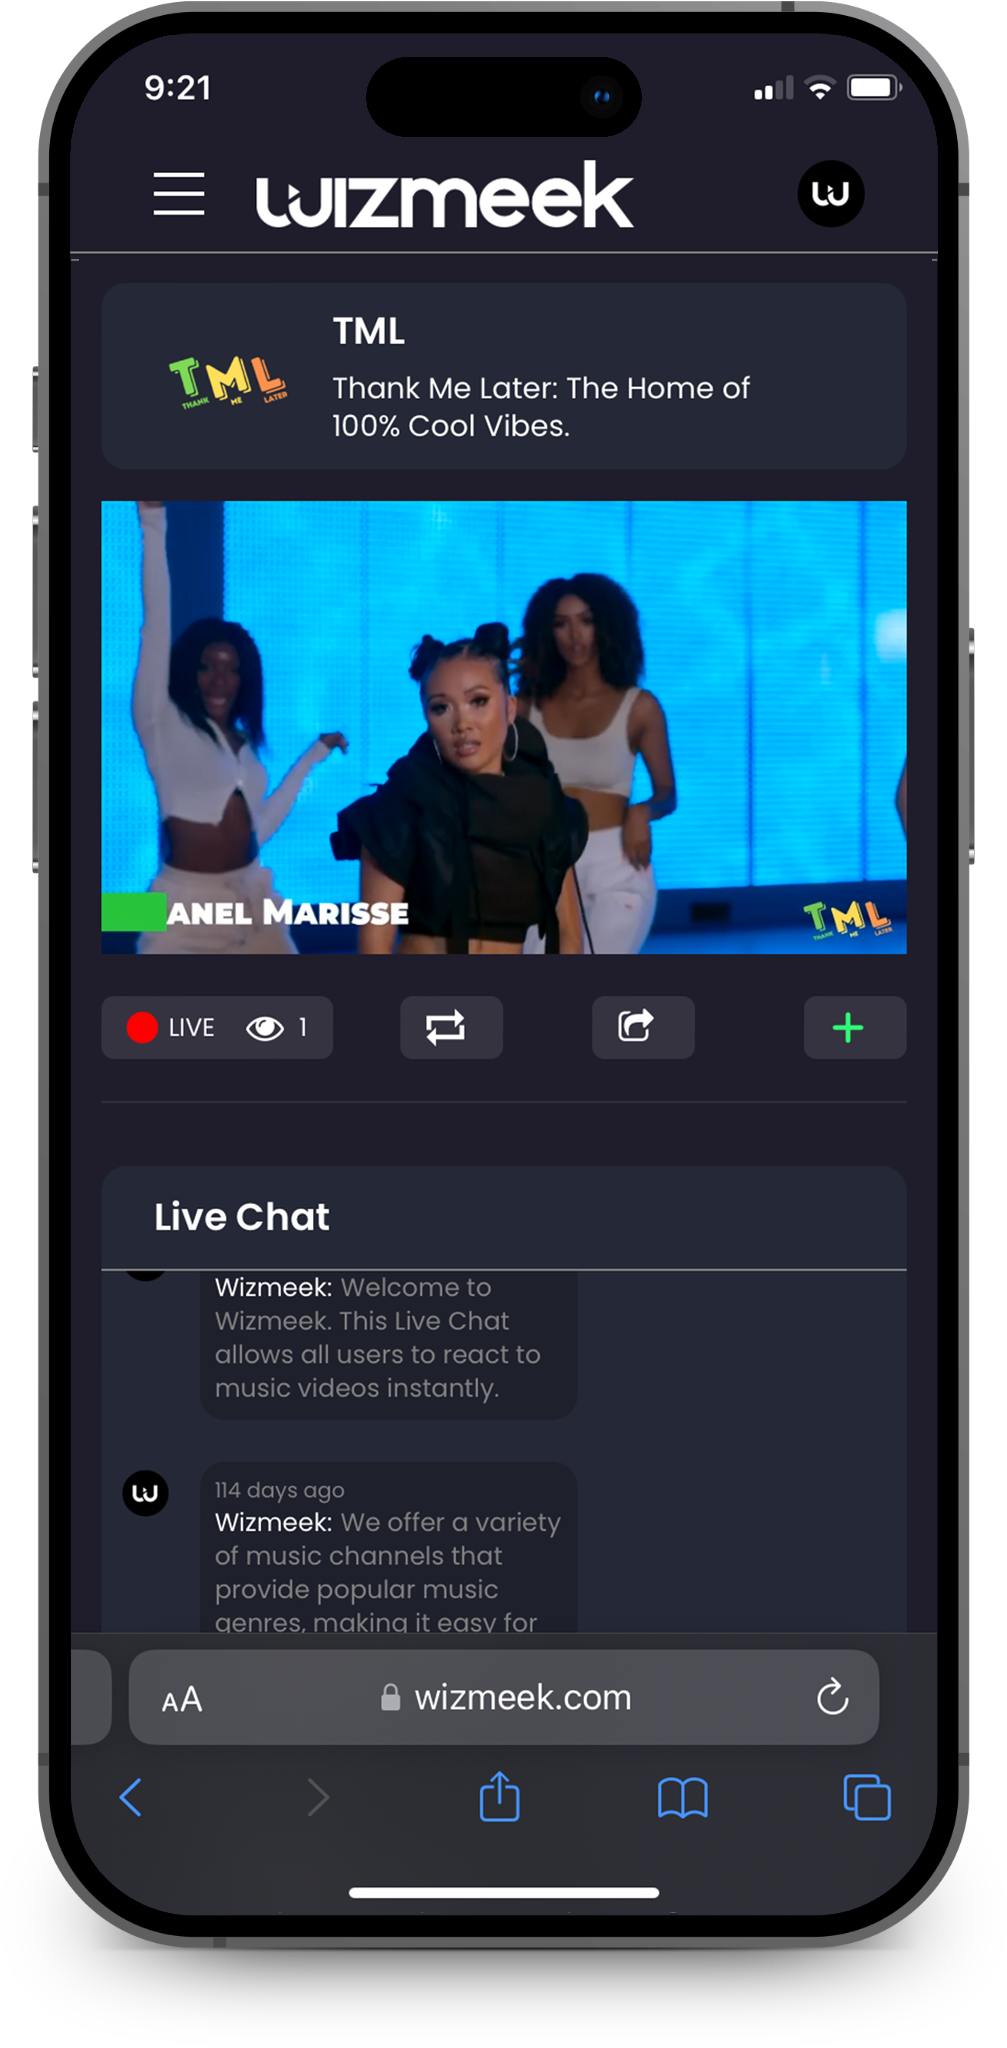 9:21
wizmeek
TML
THANK ME LATER
Thank Me Later: The Home of
100% Cool Vibes.
ANEL MARISSE
TML
THANK ME LATER
LIVE 1
Live Chat
Wizmeek: Welcome to
Wizmeek. This Live Chat
allows all users to react to
music videos instantly.
114 days ago
Wizmeek: We offer a variety
of music channels that
provide popular music
genres, making it easy for
AA wizmeek.com